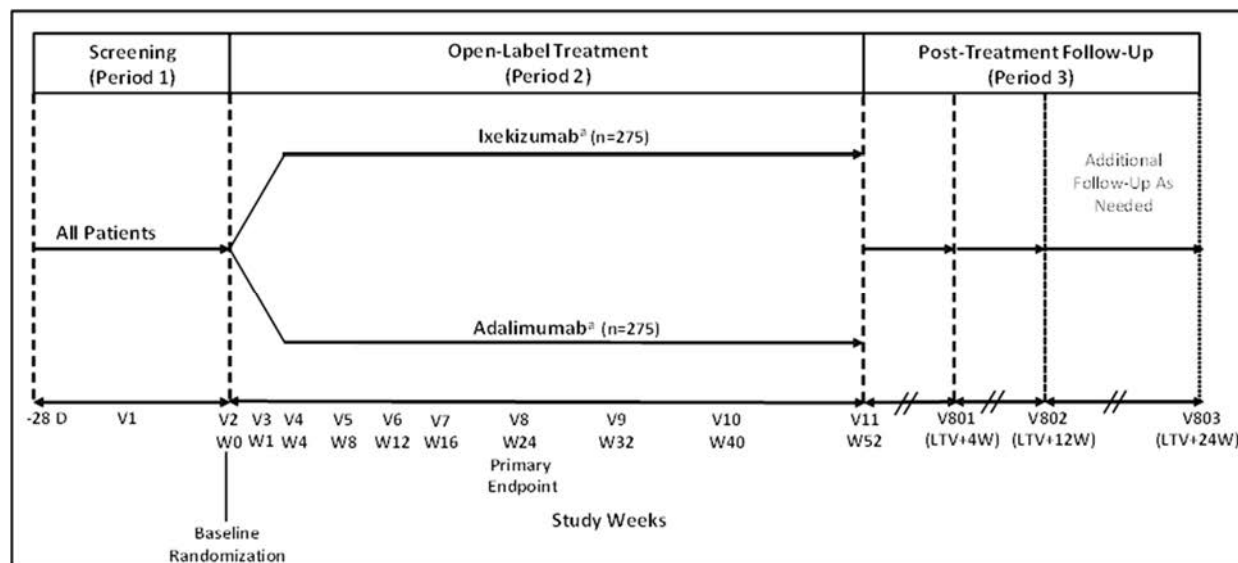 Screening
(Period 1)
Open-Label Treatment
(Period 2)
Post-Treatment Follow-Up
(Period 3)
Ixekizumabᵃ (n=275)
Additional
Follow-Up As
Needed
All Patients
Adalimumabᵃ (n=275)
-28 D V1 V2 V3 V4 V5 V6 V7 V8 V9 V10 V11 V801 V802 V803
W0 W1 W4 W8 W12 W16 W24 W32 W40 W52 (LTV+4W) (LTV+12W) (LTV+24W)
Primary
Endpoint
Study Weeks
Baseline
Randomization